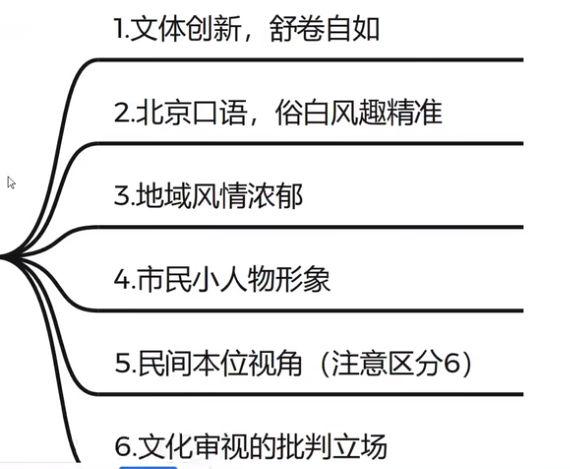 1.文体创新，舒卷自如
2.北京口语，俗白风趣精准
3.地域风情浓郁
4.市民小人物形象
5.民间本位视角（注意区分6）
6.文化审视的批判立场